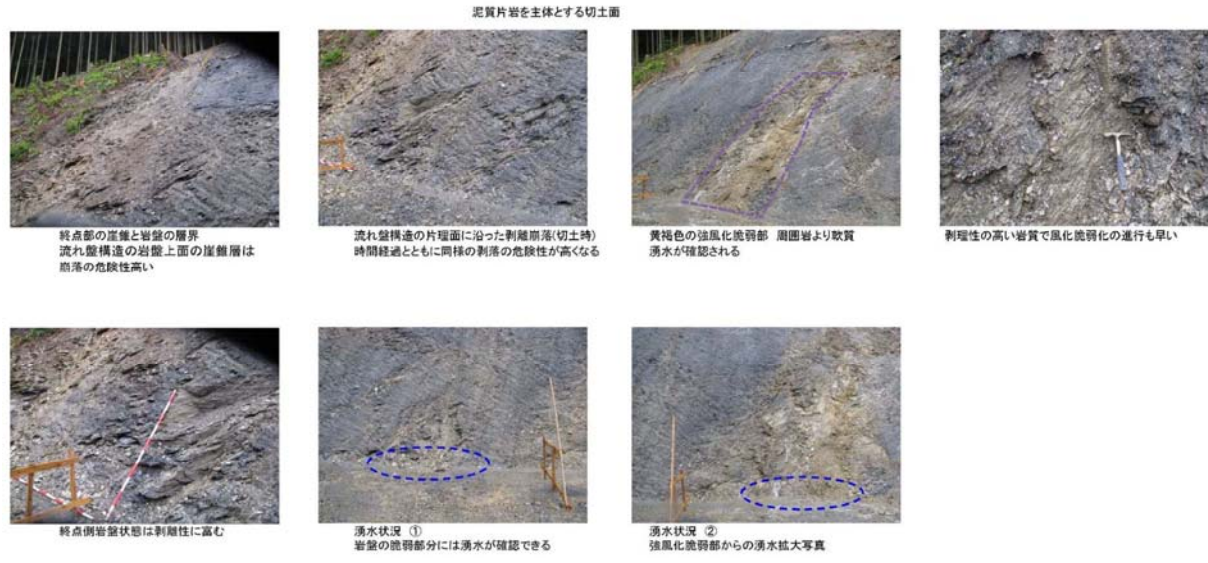 泥質片岩を主体とする切土面
終点部の崖錐と岩盤の層界
流れ盤構造の岩盤上面の崖錐層は
崩落の危険性高い
流れ盤構造の片理面に沿った剥離崩落(切土時)
時間経過とともに同様の剥落の危険性が高くなる
黄褐色の強風化脆弱部 周囲岩より軟質
湧水が確認される
剥理性の高い岩質で風化脆弱化の進行も早い
終点側岩盤状態は剥離性に富む
湧水状況 ①
岩盤の脆弱部分には湧水が確認できる
湧水状況 ②
強風化脆弱部からの湧水拡大写真